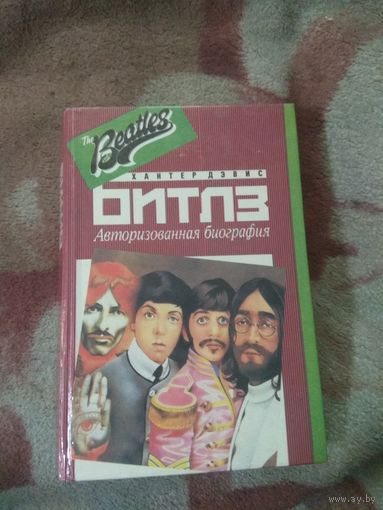 The Beatles
ХАНТЕР ДЭВИС
БИТЛЗ
Авторизованная биография
www.ay.by